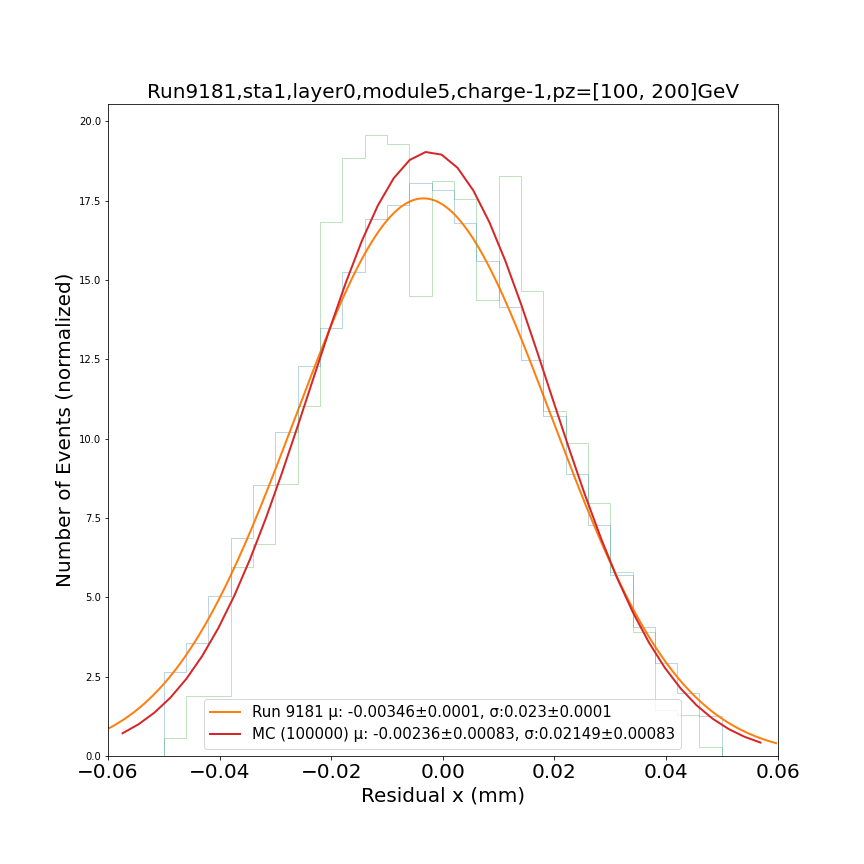 Run9181,sta1,layer0,module5,charge-1,pz=[100, 200]GeV
20.0
17.5
15.0
12.5
10.0
7.5
5.0
2.5
0.0
Number of Events (normalized)
Run 9181 μ: -0.00346±0.0001, σ:0.023±0.0001
MC (100000) μ: -0.00236±0.00083, σ:0.02149±0.00083
−0.06 −0.04 −0.02 0.00 0.02 0.04 0.06
Residual x (mm)